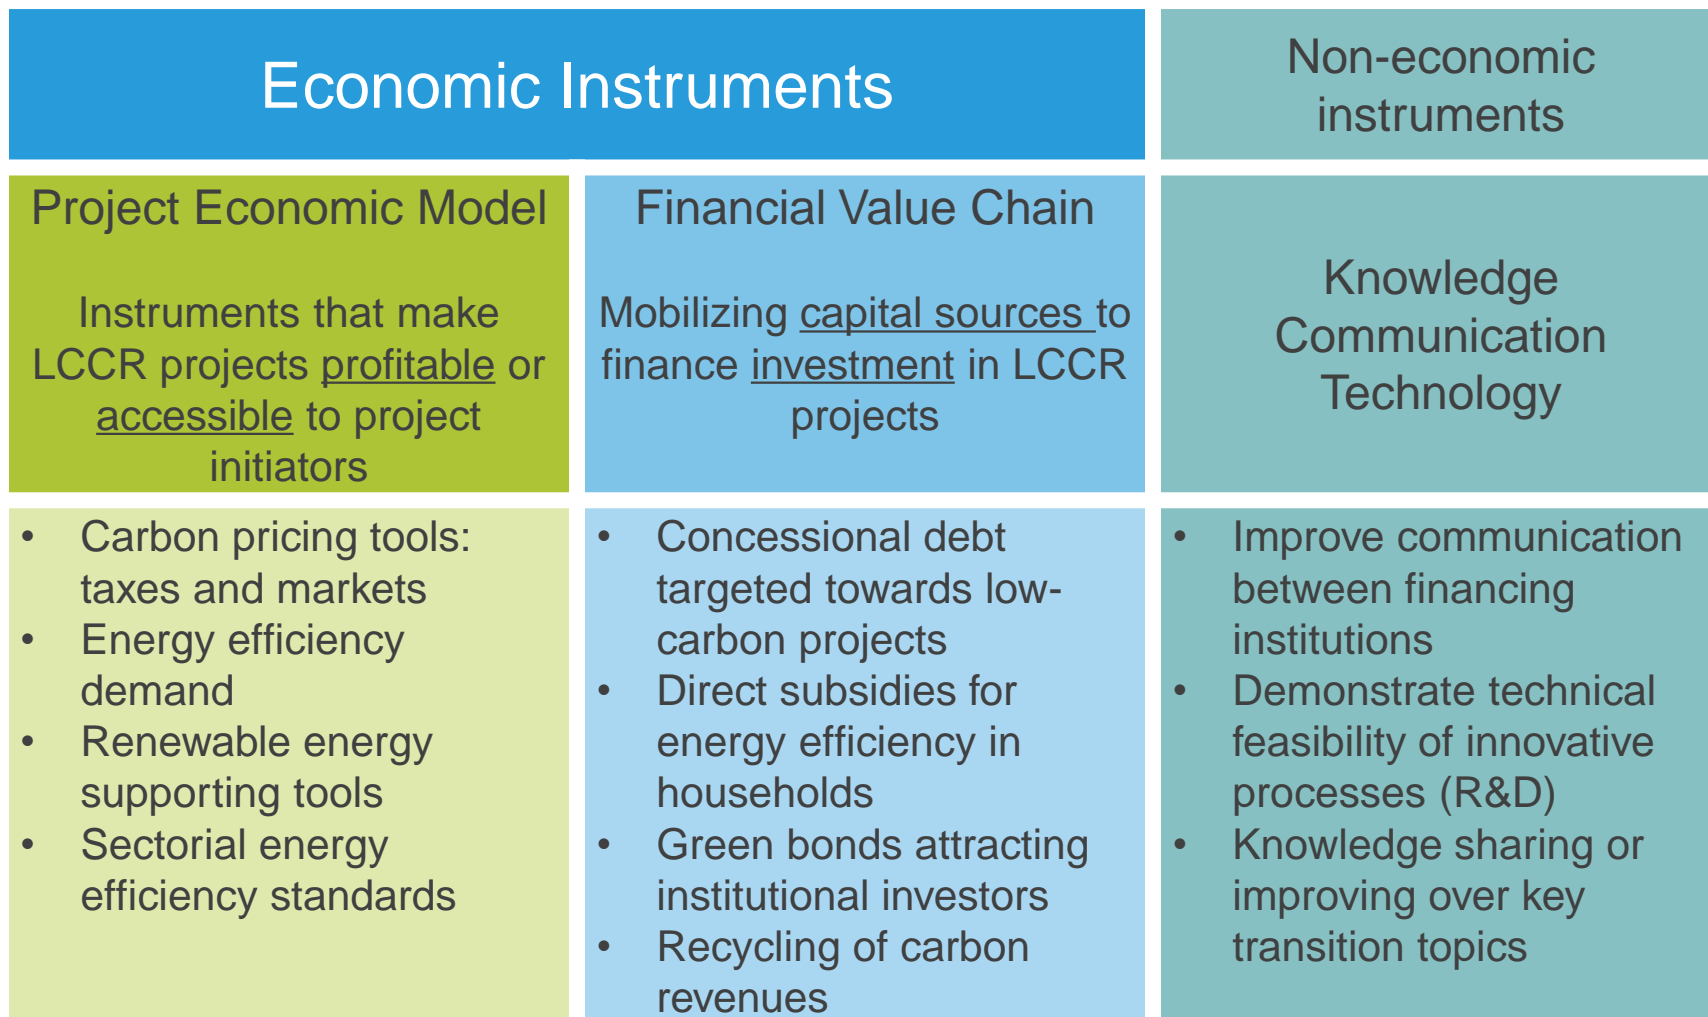 Economic Instruments
Non-economic
instruments
Project Economic Model
Instruments that make
LCCR projects profitable or
accessible to project
initiators
Financial Value Chain
Mobilizing capital sources to
finance investment in LCCR
projects
Knowledge
Communication
Technology
• Carbon pricing tools:
taxes and markets
• Energy efficiency
demand
• Renewable energy
supporting tools
• Sectorial energy
efficiency standards
• Concessional debt
targeted towards low-
carbon projects
• Direct subsidies for
energy efficiency in
households
• Green bonds attracting
institutional investors
• Recycling of carbon
revenues
• Improve communication
between financing
institutions
• Demonstrate technical
feasibility of innovative
processes (R&D)
• Knowledge sharing or
improving over key
transition topics